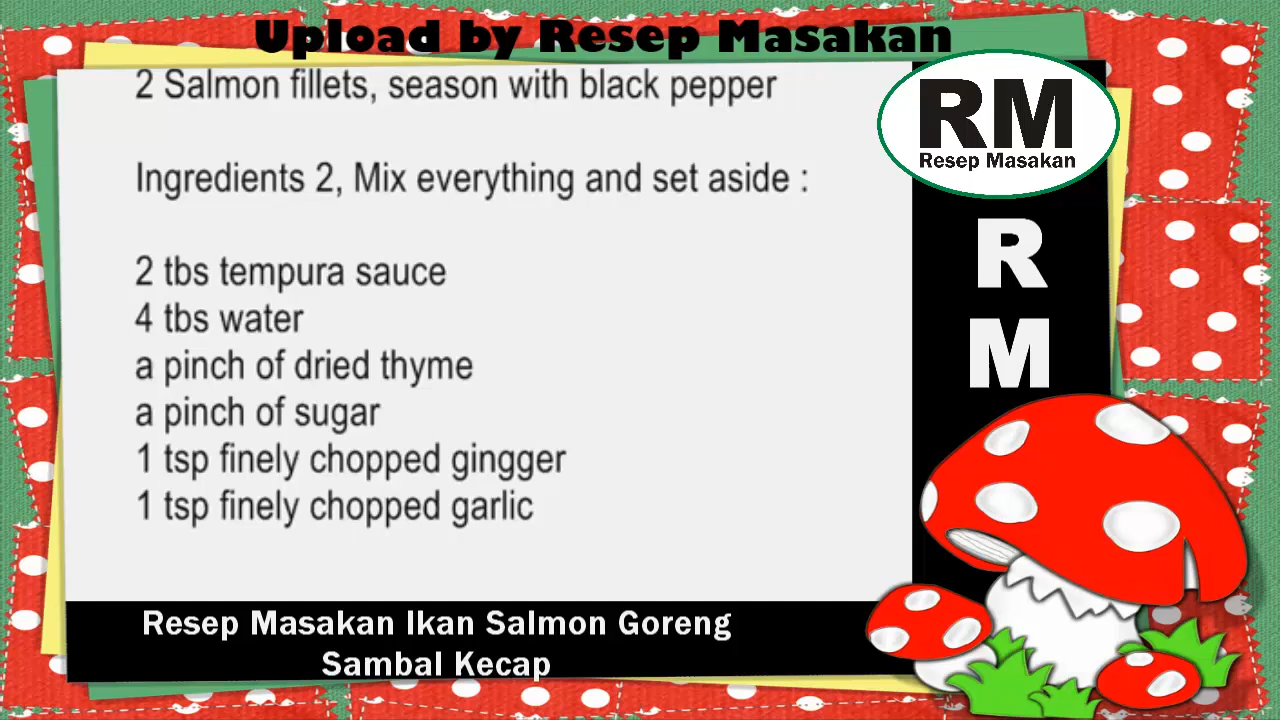 Upload by Resep Masakan
2 Salmon fillets, season with black pepper
Ingredients 2, Mix everything and set aside :
2 tbs tempura sauce
4 tbs water
a pinch of dried thyme
a pinch of sugar
1 tsp finely chopped gingger
1 tsp finely chopped garlic
RM
Resep Masakan
R
M
Resep Masakan Ikan Salmon Goreng
Sambal Kecap